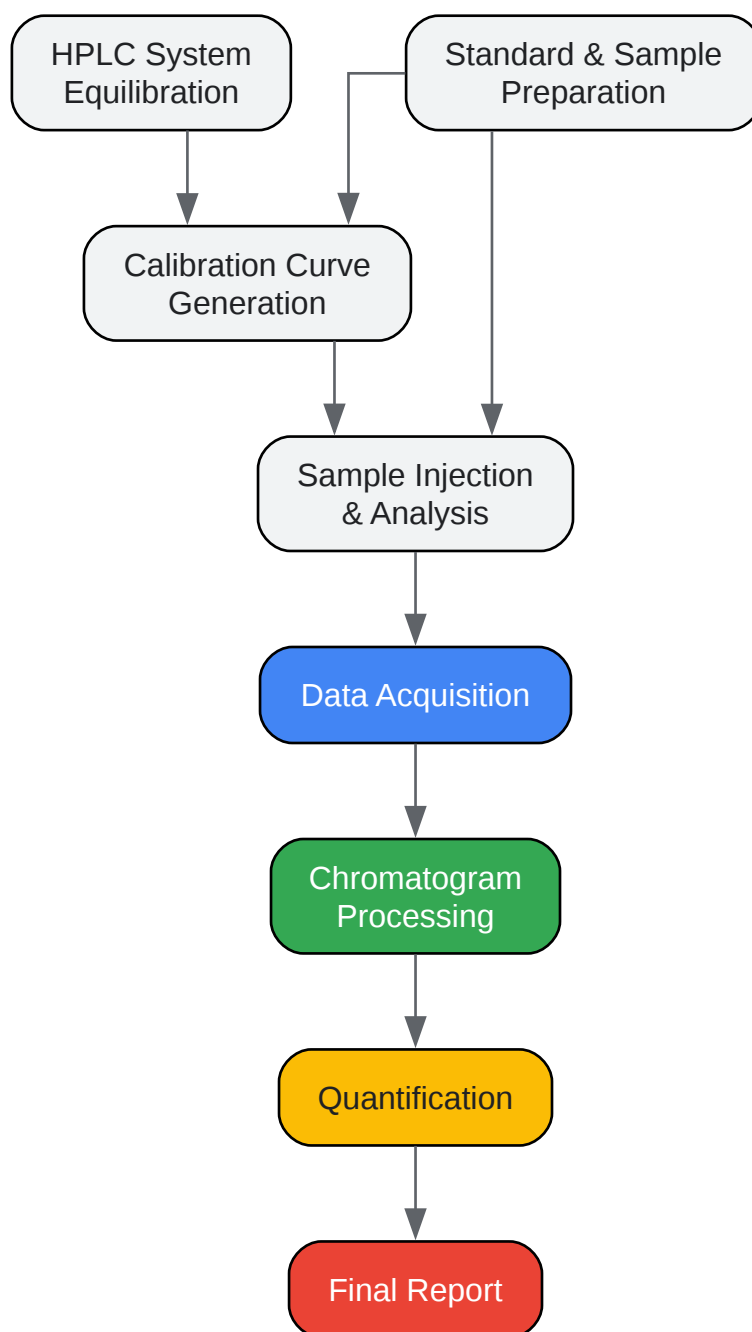 HPLC System
Equilibration
Standard & Sample
Preparation
Calibration Curve
Generation
Sample Injection
& Analysis
Data Acquisition
Chromatogram
Processing
Quantification
Final Report